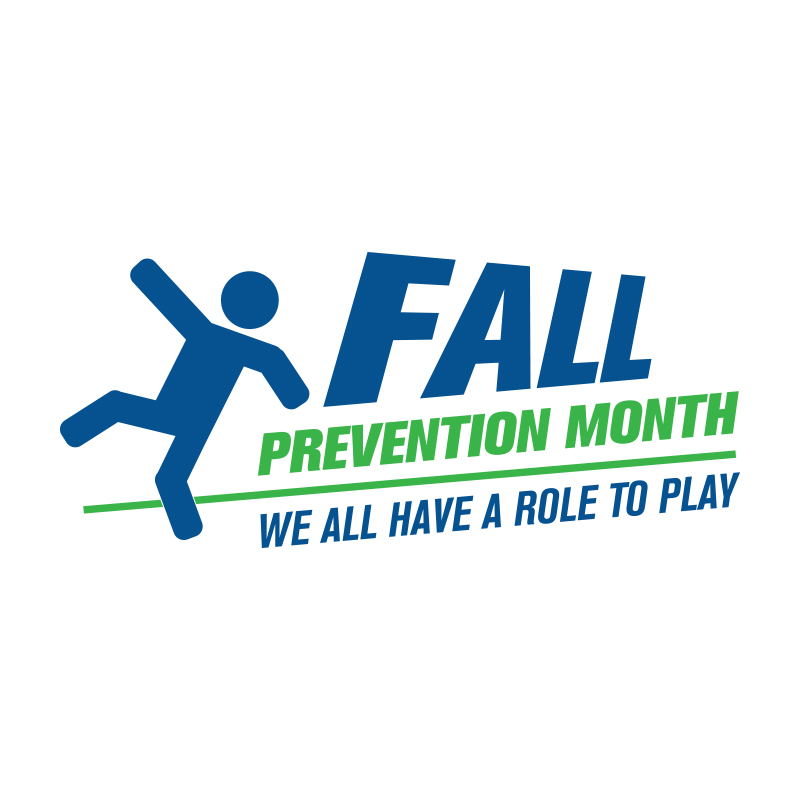 FALL
PREVENTION MONTH
WE ALL HAVE A ROLE TO PLAY